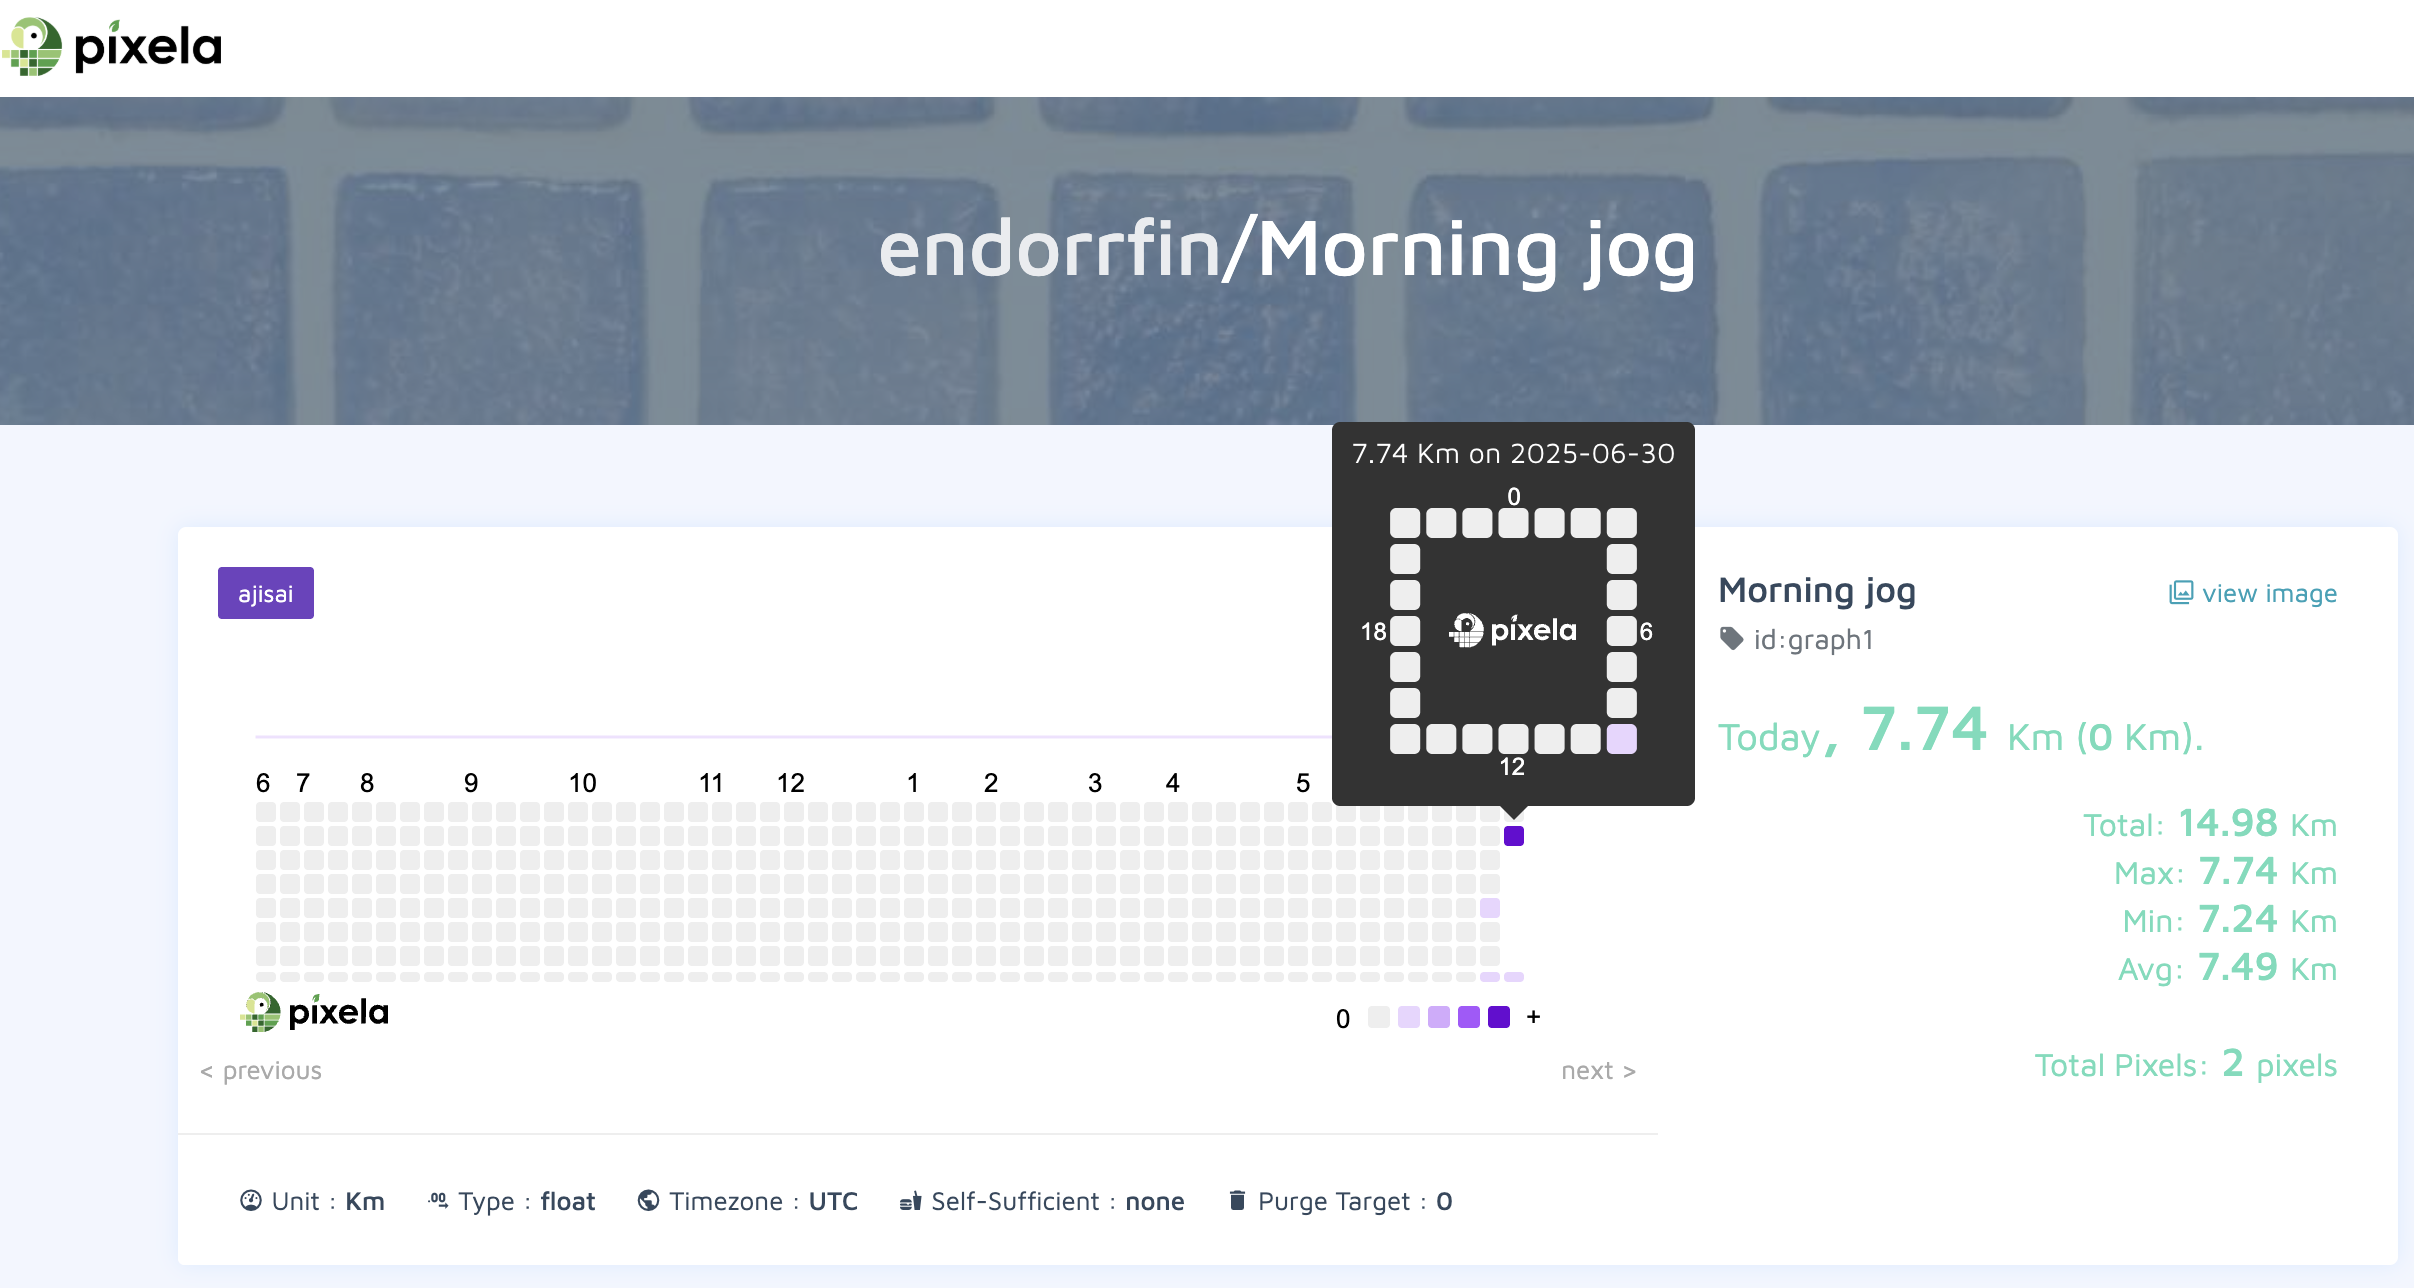 pixela
endorrfin/Morning jog
7.74 Km on 2025-06-30
0
18 pixela 6
12
ajisai
6 7 8 9 10 11 12 1 2 3 4 5
pixela
0 +
< previous next >
Unit : Km .00 Type : float Timezone : UTC Self-Sufficient : none Purge Target : 0
Morning jog view image
id:graph1
Today, 7.74 Km (0 Km).
Total: 14.98 Km
Max: 7.74 Km
Min: 7.24 Km
Avg: 7.49 Km
Total Pixels: 2 pixels